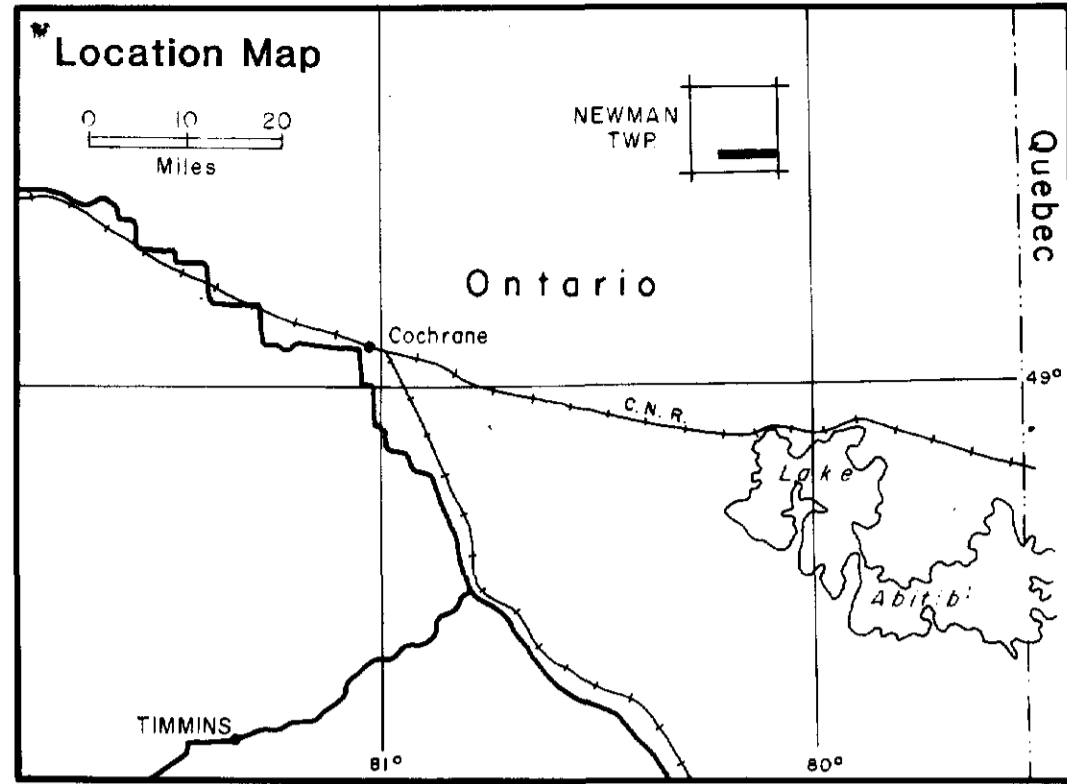 Location Map
0 10 20
Miles
NEWMAN
TWP.
Quebec
Ontario
Cochrane
49°
C.N.R.
Lake
Abitibi
TIMMINS
81°
80°